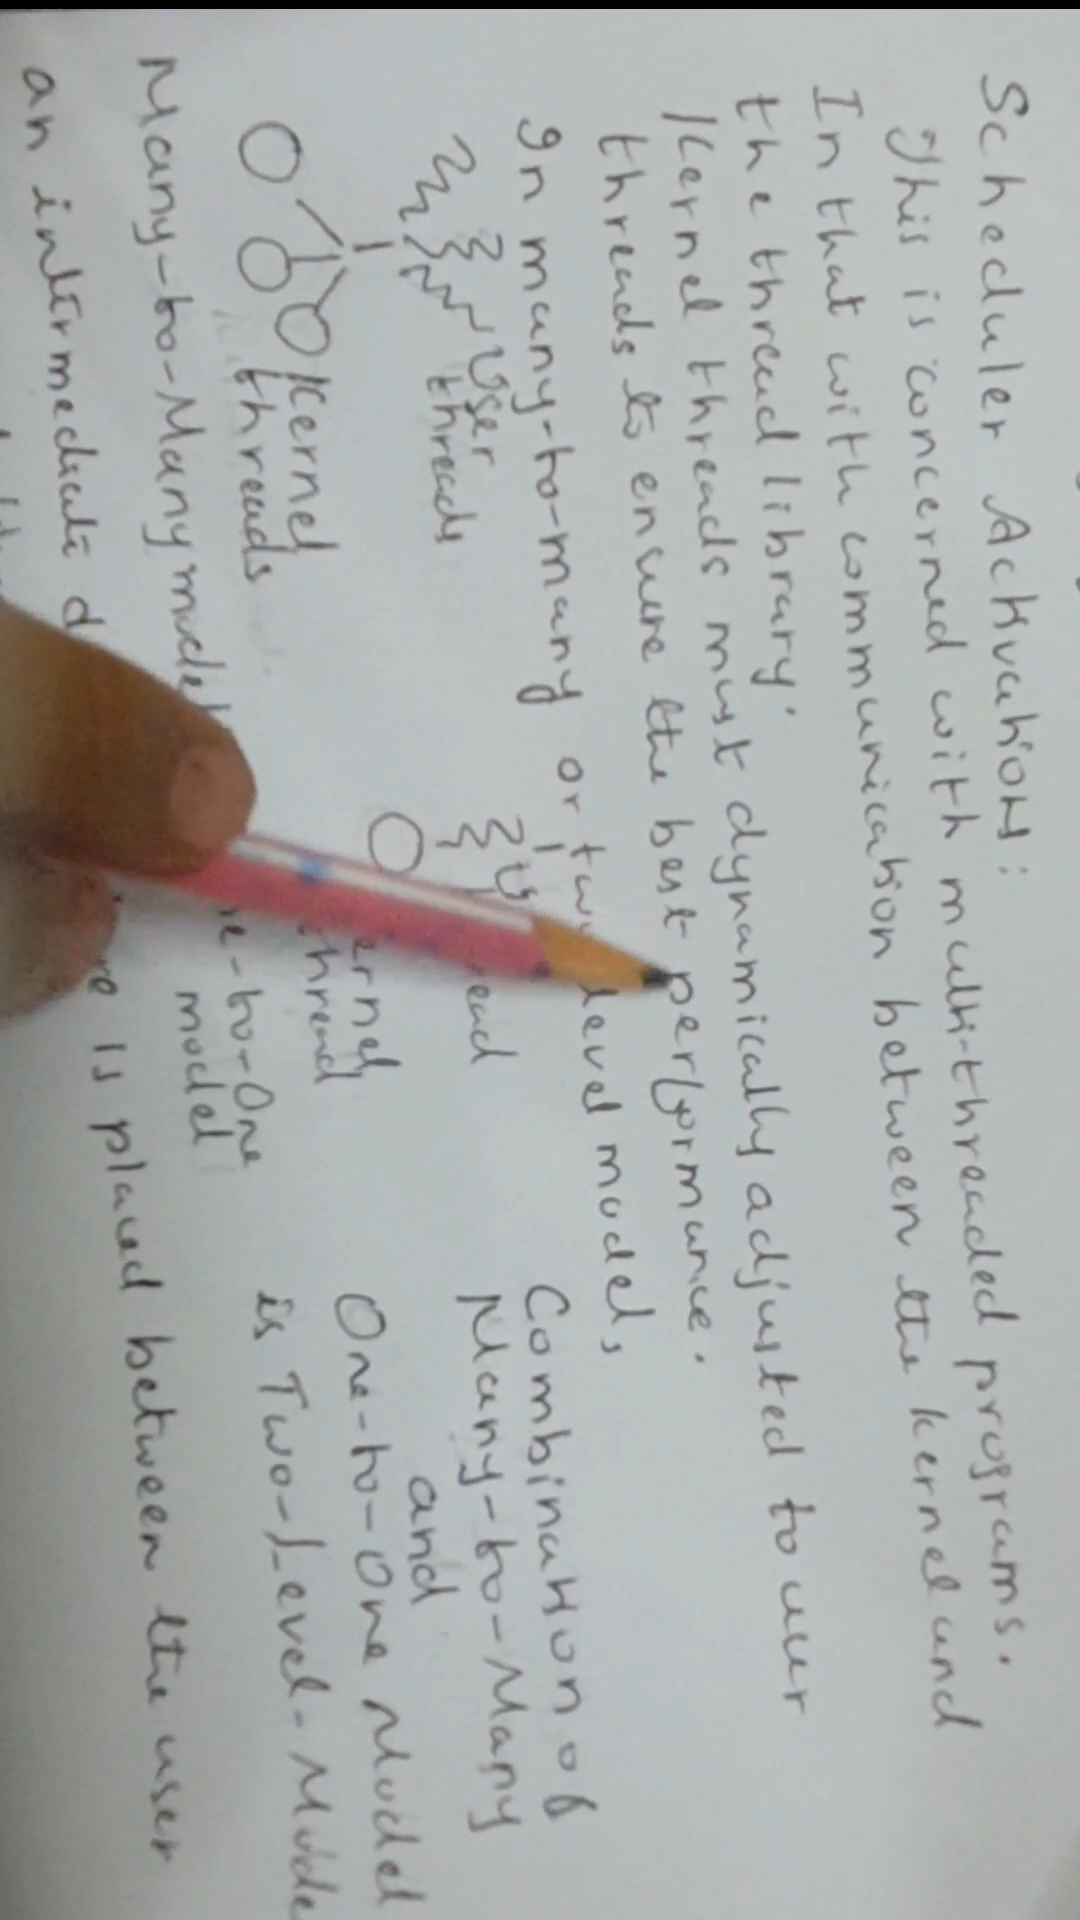 Scheduler Activation:
This is concerned with multi-threaded programs.
In that with communication between the kernel and
the thread library.
Kernel threads must dynamically adjusted to user
threads to ensure the best performance.
In many-to-many or level model,
User
threads
Kernel
threads
Many-to-Many model
-to-One
model
Combination of
Many-to-Many
and
One-to-One Model
is Two-Level-Mode
an intermediate is placed between the user